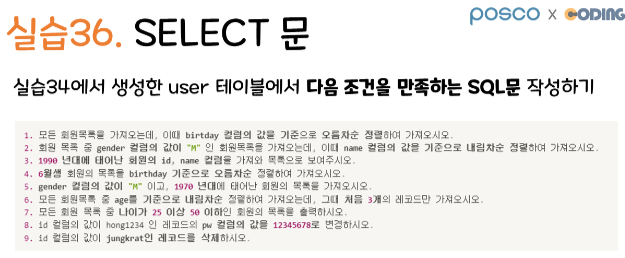 posco x CODING
실습36. SELECT 문
실습34에서 생성한 user 테이블에서 다음 조건을 만족하는 SQL문 작성하기
1. 모든 회원목록을 가져오는데, 이때 birtday 컬럼의 값을 기준으로 오름차순 정렬하여 가져오시오.
2. 회원 목록 중 gender 컬럼의 값이 "M" 인 회원목록을 가져오는데, 이때 name 컬럼의 값을 기준으로 내림차순 정렬하여 가져오시오.
3. 1990 년대에 태어난 회원의 id, name 컬럼을 가져와 목록으로 보여주시오.
4. 6월생 회원의 목록을 birthday 기준으로 오름차순 정렬하여 가져오시오.
5. gender 컬럼의 값이 "M" 이고, 1970 년대에 태어난 회원의 목록을 가져오시오.
6. 모든 회원목록 중 age를 기준으로 내림차순 정렬하여 가져오는데, 그때 처음 3개의 레코드만 가져오시오.
7. 모든 회원 목록 중 나이가 25 이상 50 이하인 회원의 목록을 출력하시오.
8. id 컬럼의 값이 hong1234 인 레코드의 pw 컬럼의 값을 12345678로 변경하시오.
9. id 컬럼의 값이 jungkrat인 레코드를 삭제하시오.